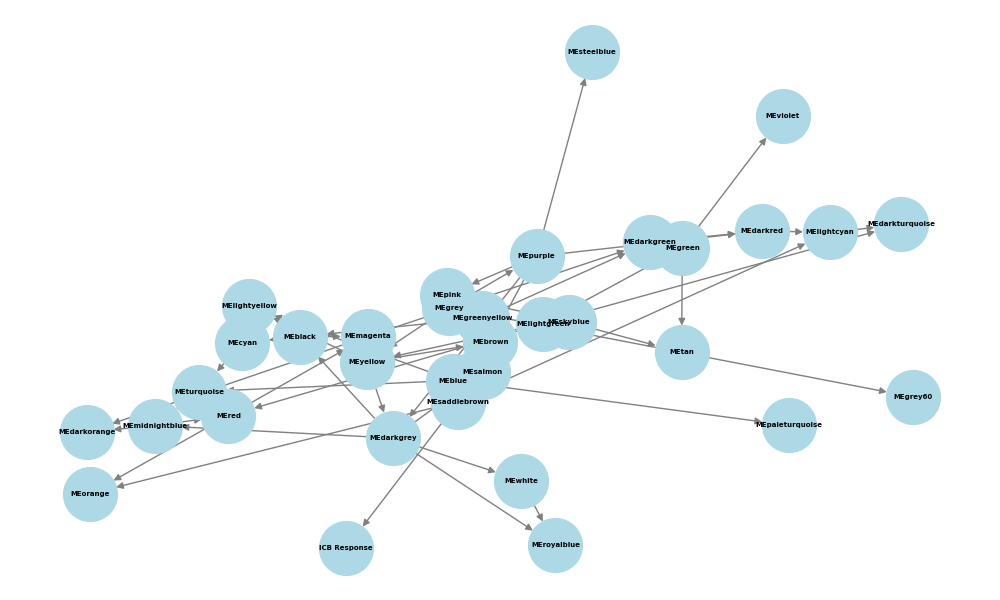 MEsteelblue
MEviolet
MEdarkturquoise
MEdarkred
MElightcyan
MEdarkgreen
MEgreen
MEpurple
MEpink
MElightyellow
MEgrey
MEgreenyellow
MElightgreen
MEskyblue
MEblack
MEmagenta
MEcyan
MEbrown
MEtan
MEyellow
MEsalmon
MEblue
MEturquoise
MEgrey60
MEsaddlebrown
MEred
MEpaleturquoise
MEmidnightblue
MEdarkorange
MEdarkgrey
MEwhite
MEorange
MEroyalblue
ICB Response